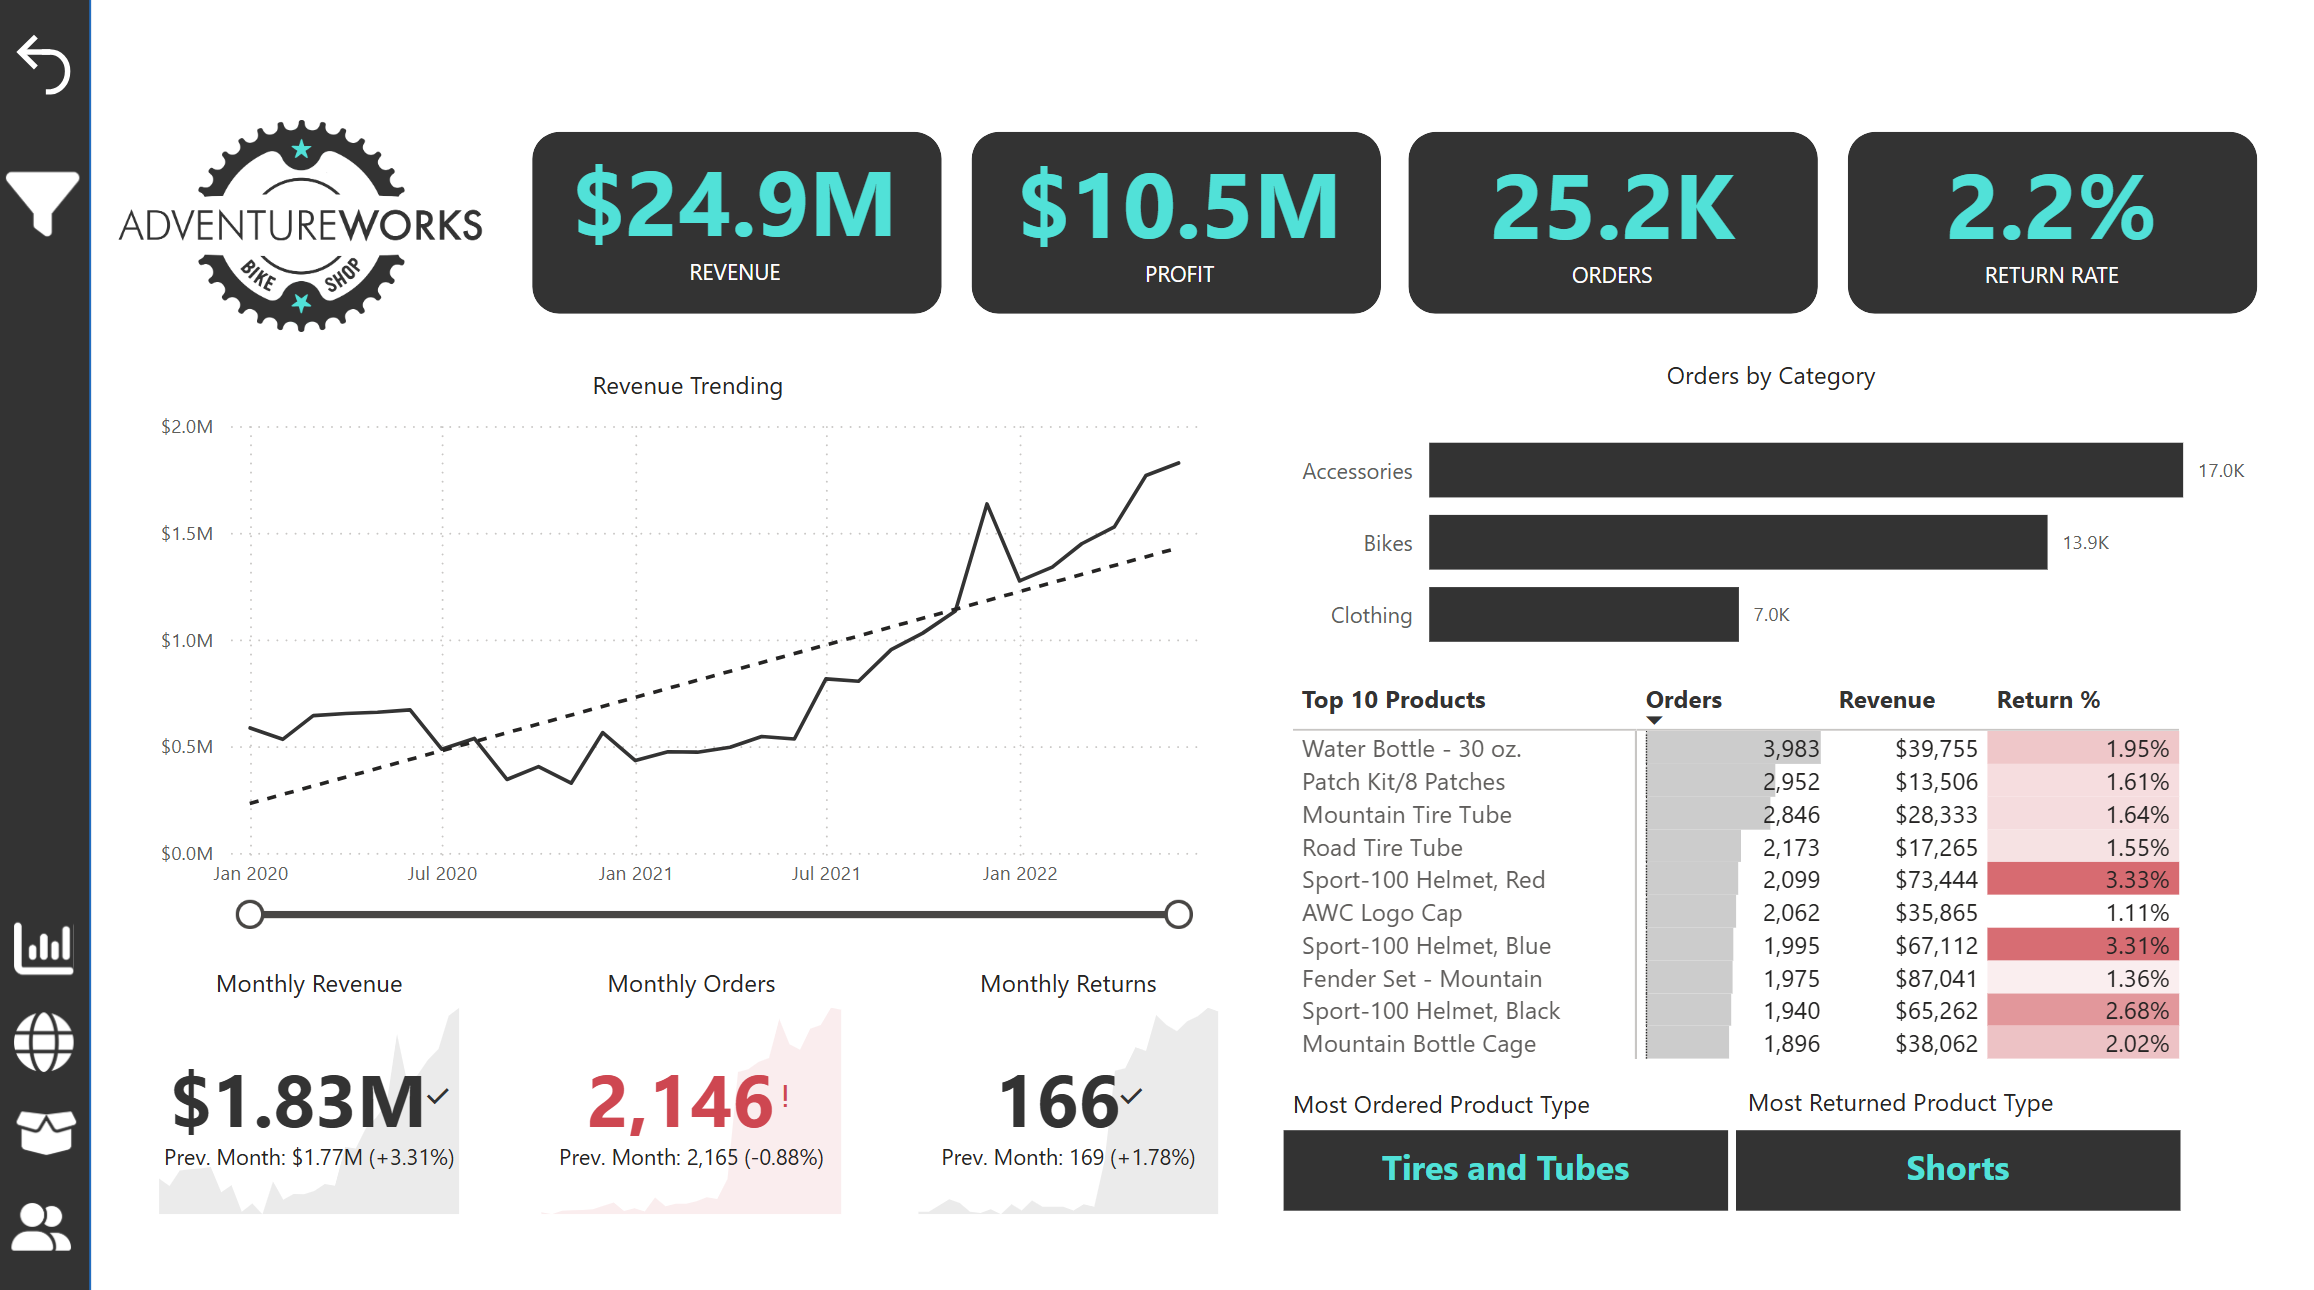 ADVENTUREWORKS
BIKE SHOP
$24.9M
REVENUE
$10.5M
PROFIT
25.2K
ORDERS
2.2%
RETURN RATE
Revenue Trending
$2.0M
$1.5M
$1.0M
$0.5M
$0.0M
Jan 2020 Jul 2020 Jan 2021 Jul 2021 Jan 2022
Orders by Category
Accessories 17.0K
Bikes 13.9K
Clothing 7.0K
Top 10 Products Orders Revenue Return %
Water Bottle - 30 oz. 3,983 $39,755 1.95%
Patch Kit/8 Patches 2,952 $13,506 1.61%
Mountain Tire Tube 2,846 $28,333 1.64%
Road Tire Tube 2,173 $17,265 1.55%
Sport-100 Helmet, Red 2,099 $73,444 3.33%
AWC Logo Cap 2,062 $35,865 1.11%
Sport-100 Helmet, Blue 1,995 $67,112 3.31%
Fender Set - Mountain 1,975 $87,041 1.36%
Sport-100 Helmet, Black 1,940 $65,262 2.68%
Mountain Bottle Cage 1,896 $38,062 2.02%
Monthly Revenue
$1.83M✓
Prev. Month: $1.77M (+3.31%)
Monthly Orders
2,146!
Prev. Month: 2,165 (-0.88%)
Monthly Returns
166✓
Prev. Month: 169 (+1.78%)
Most Ordered Product Type
Tires and Tubes
Most Returned Product Type
Shorts